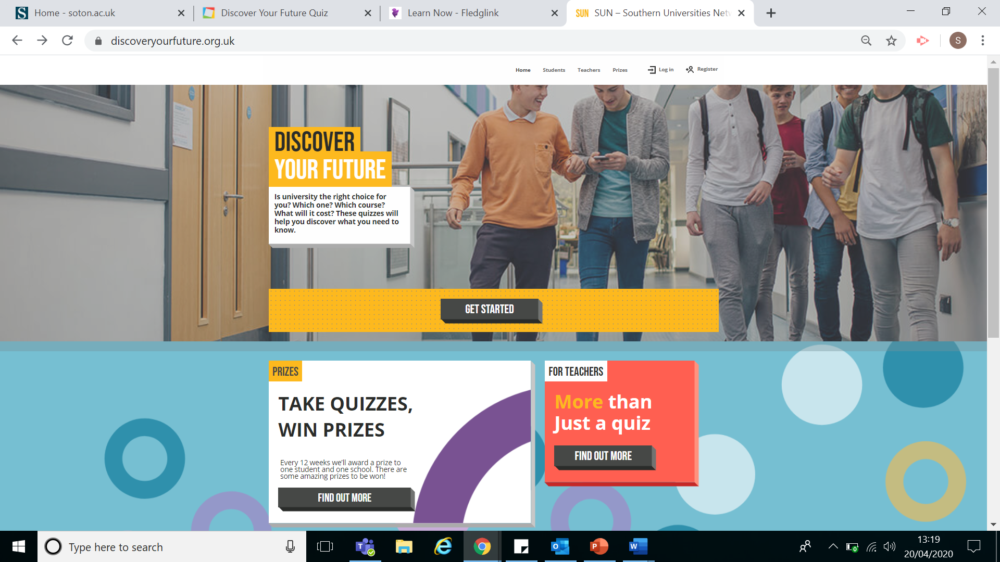 Home - soton.ac.uk
Discover Your Future Quiz
Learn Now - Fledglink
SUN SUN – Southern Universities Netw
discoveryourfuture.org.uk
S
Home Students Teachers Prizes Log in Register
DISCOVER
YOUR FUTURE
Is university the right choice for
you? Which one? Which course?
What will it cost? These quizzes will
help you discover what you need to
know.
GET STARTED
PRIZES
TAKE QUIZZES,
WIN PRIZES
Every 12 weeks we'll award a prize to
one student and one school. There are
some amazing prizes to be won!
FIND OUT MORE
FOR TEACHERS
More than
Just a quiz
FIND OUT MORE
Type here to search
13:19
20/04/2020